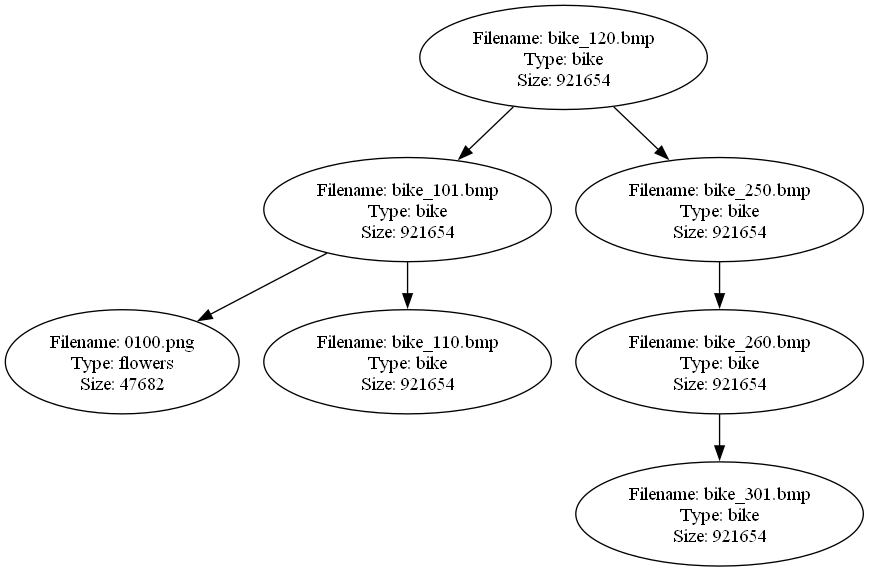 Filename: bike_120.bmp
Type: bike
Size: 921654
Filename: bike_101.bmp
Type: bike
Size: 921654
Filename: bike_250.bmp
Type: bike
Size: 921654
Filename: 0100.png
Type: flowers
Size: 47682
Filename: bike_110.bmp
Type: bike
Size: 921654
Filename: bike_260.bmp
Type: bike
Size: 921654
Filename: bike_301.bmp
Type: bike
Size: 921654